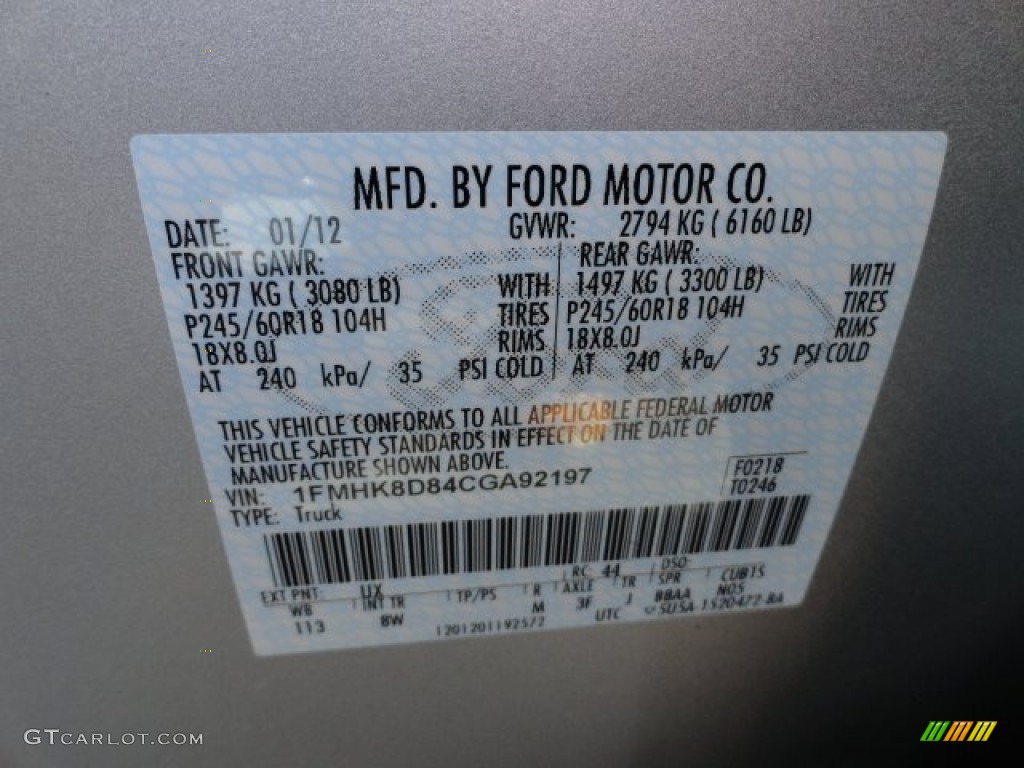 MFD. BY FORD MOTOR CO.
DATE: 01/12 GVWR: 2794 KG ( 6160 LB)
FRONT GAWR: REAR GAWR:
1397 KG ( 3080 LB) WITH 1497 KG ( 3300 LB) WITH
P245/60R18 104H TIRES P245/60R18 104H TIRES
18X8.0J RIMS 18X8.0J RIMS
AT 240 kPa/ 35 PSI COLD AT 240 kPa/ 35 PSI COLD
THIS VEHICLE CONFORMS TO ALL APPLICABLE FEDERAL MOTOR
VEHICLE SAFETY STANDARDS IN EFFECT ON THE DATE OF
MANUFACTURE SHOWN ABOVE.
VIN: 1FMHK8D84CGA92197 F0218
TYPE: Truck T0246
EXT PNT: UX RC: 44 DSO:
WB INT TR TP/PS R AXLE TR SPR CUBIS
113 8W M 3F J BBAA NOS
1201201192572 UTC 5U5A-1520472-BA
GTCARLOT.COM